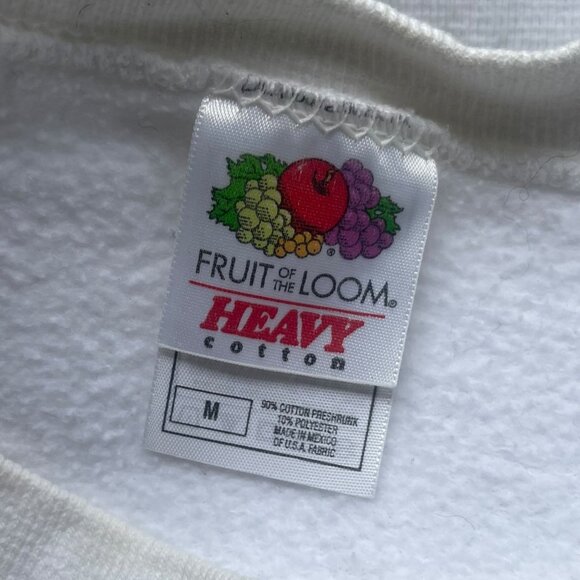 FRUIT OF THE LOOM®
HEAVY
cotton
M
90% COTTON PRESHRUNK
10% POLYESTER
MADE IN MEXICO
OF U.S.A. FABRIC